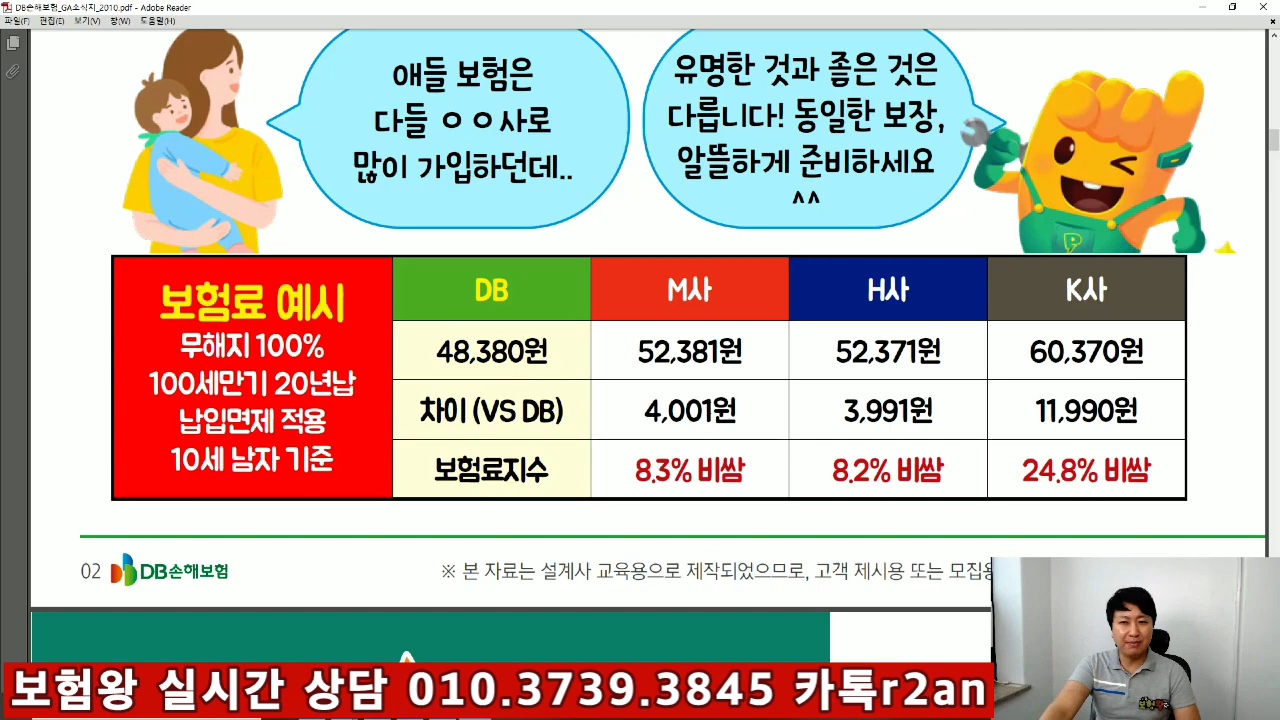 DB손해보험_GA소식지_2010.pdf - Adobe Reader
파일(F) 편집(E) 보기(V) 창(W) 도움말(H)
애들 보험은
다들 ㅇㅇ사로
많이 가입하던데..
유명한 것과 좋은 것은
다릅니다! 동일한 보장,
알뜰하게 준비하세요
^^
보험료 예시
무해지 100%
100세만기 20년납
납입면제 적용
10세 남자 기준
DB M사 H사 K사
48,380원 52,381원 52,371원 60,370원
차이 (VS DB) 4,001원 3,991원 11,990원
보험료지수 8.3% 비쌈 8.2% 비쌈 24.8% 비쌈
02 DB손해보험
※ 본 자료는 설계사 교육용으로 제작되었으므로, 고객 제시용 또는 모집용
보험왕 실시간 상담 010.3739.3845 카톡r2an